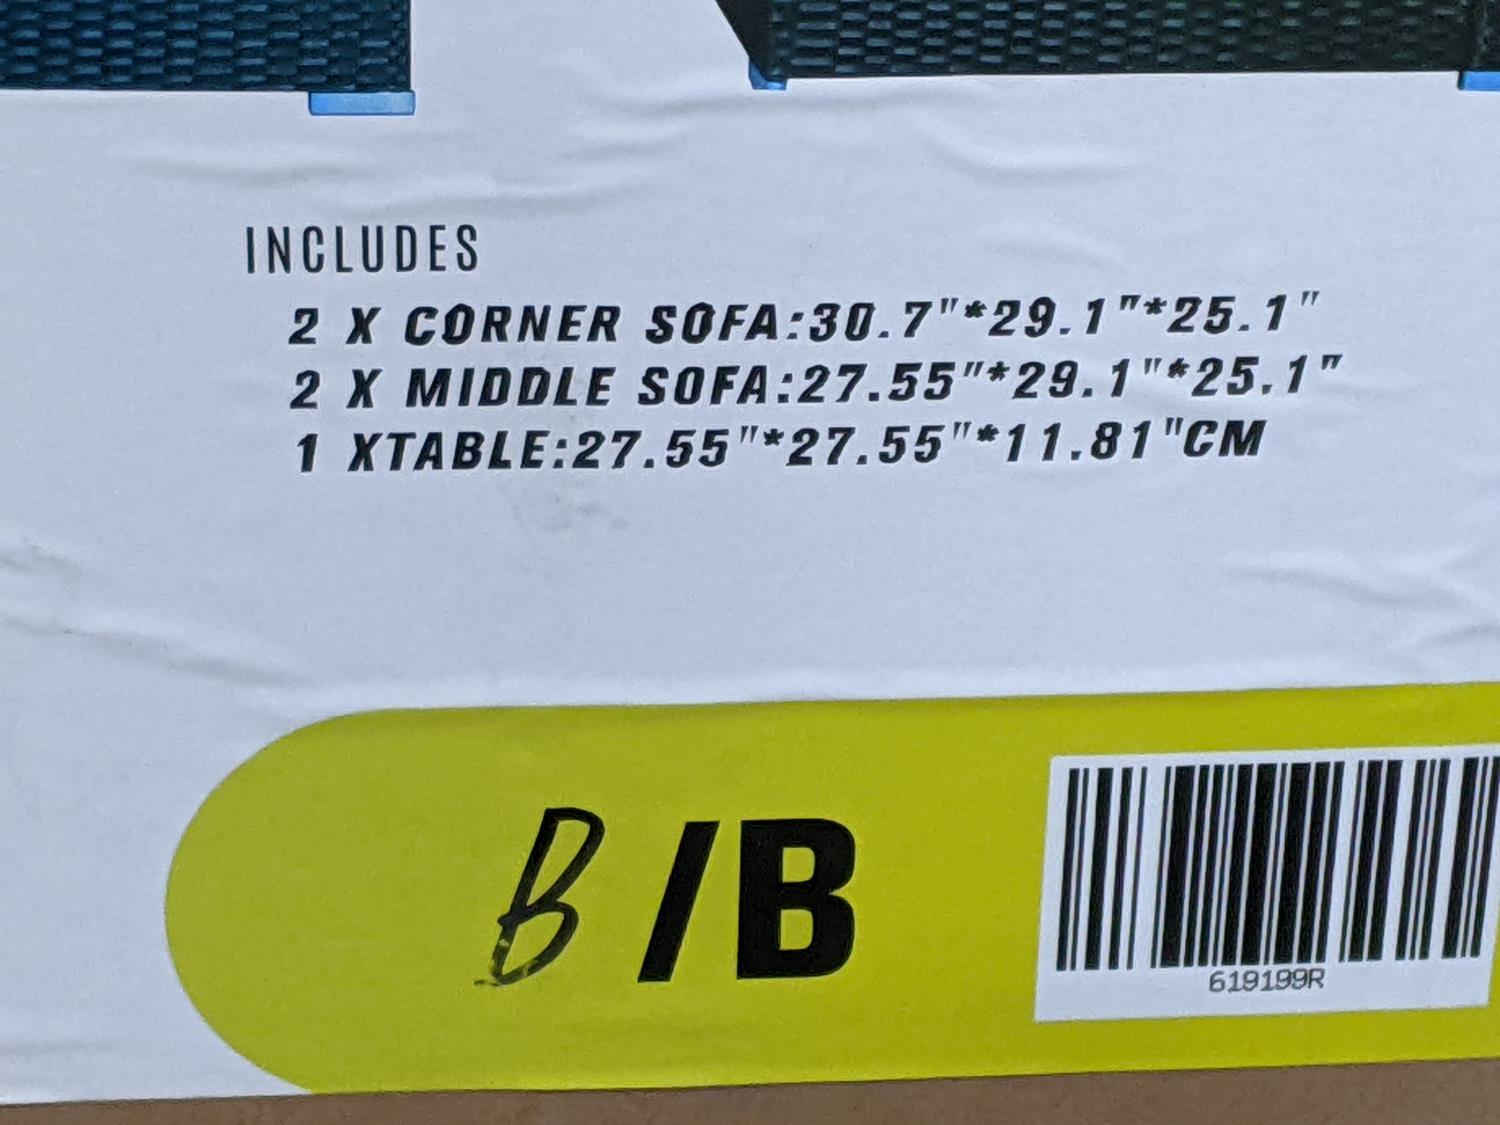 INCLUDES
2 X CORNER SOFA:30.7"*29.1"*25.1"
2 X MIDDLE SOFA:27.55"*29.1"*25.1"
1 XTABLE:27.55"*27.55"*11.81"CM
B/B
619199R